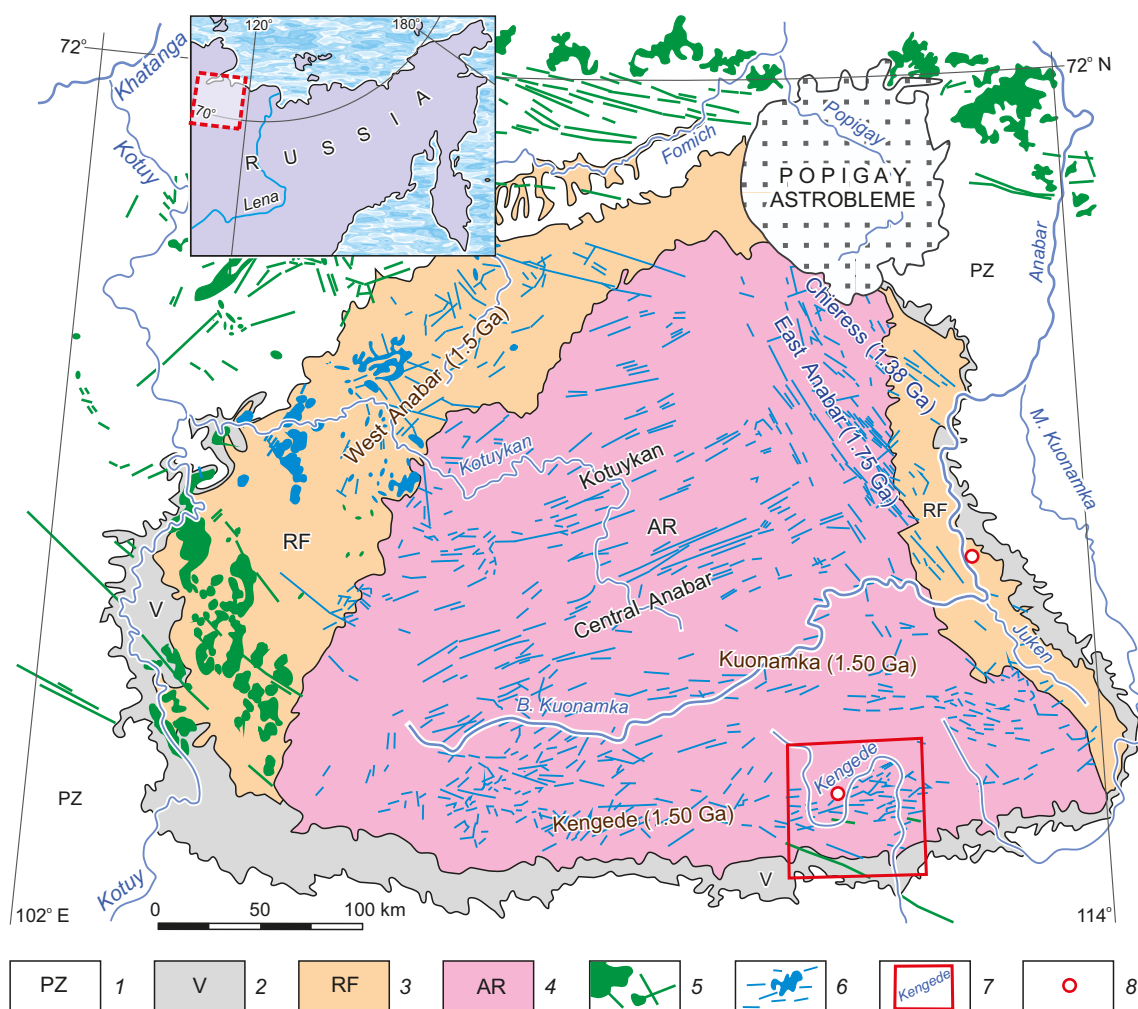 72°
120°
180°
72° N
Khatanga
70°
R U S S I A
Lena
Fomich
Popigay
POPIGAY
ASTROBLEME
Kotuy
Anabar
PZ
Chieress (1.38 Ga)
East Anabar (1.75 Ga)
West Anabar (1.5 Ga)
M. Kuonamka
Kotuykan
Kotuykan
RF
AR
RF
Central Anabar
V
Juken
Kuonamka (1.50 Ga)
B. Kuonamka
Kengede
PZ
Kengede (1.50 Ga)
V
Kotuy
102° E
0 50 100 km
114°
PZ 1 V 2 RF 3 AR 4 5 6 Kengede 7 8